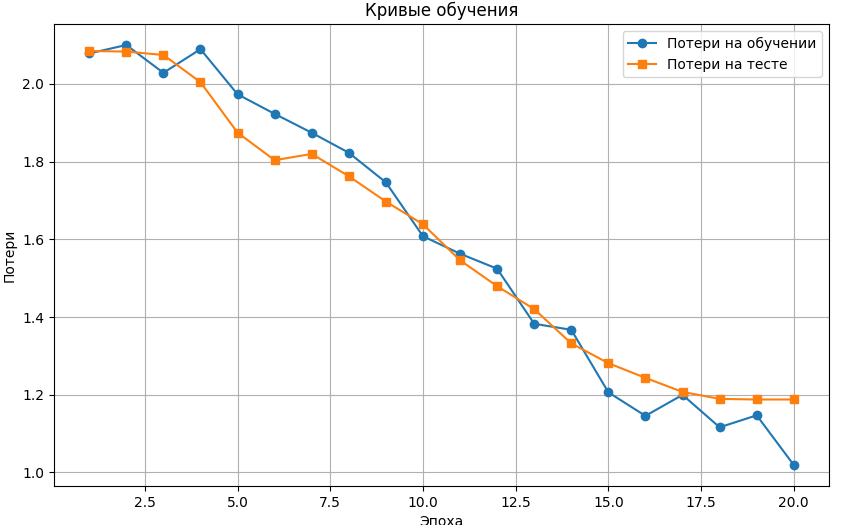 Кривые обучения
Потери на обучении
Потери на тесте
Потери
2.0
1.8
1.6
1.4
1.2
1.0
2.5 5.0 7.5 10.0 12.5 15.0 17.5 20.0
Эпоха